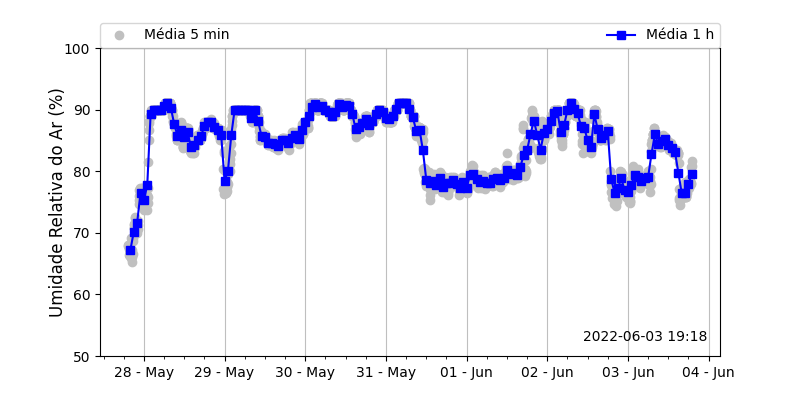 Média 5 min
Média 1 h
Umidade Relativa do Ar (%)
100
90
80
70
60
50
2022-06-03 19:18
28 - May
29 - May
30 - May
31 - May
01 - Jun
02 - Jun
03 - Jun
04 - Jun